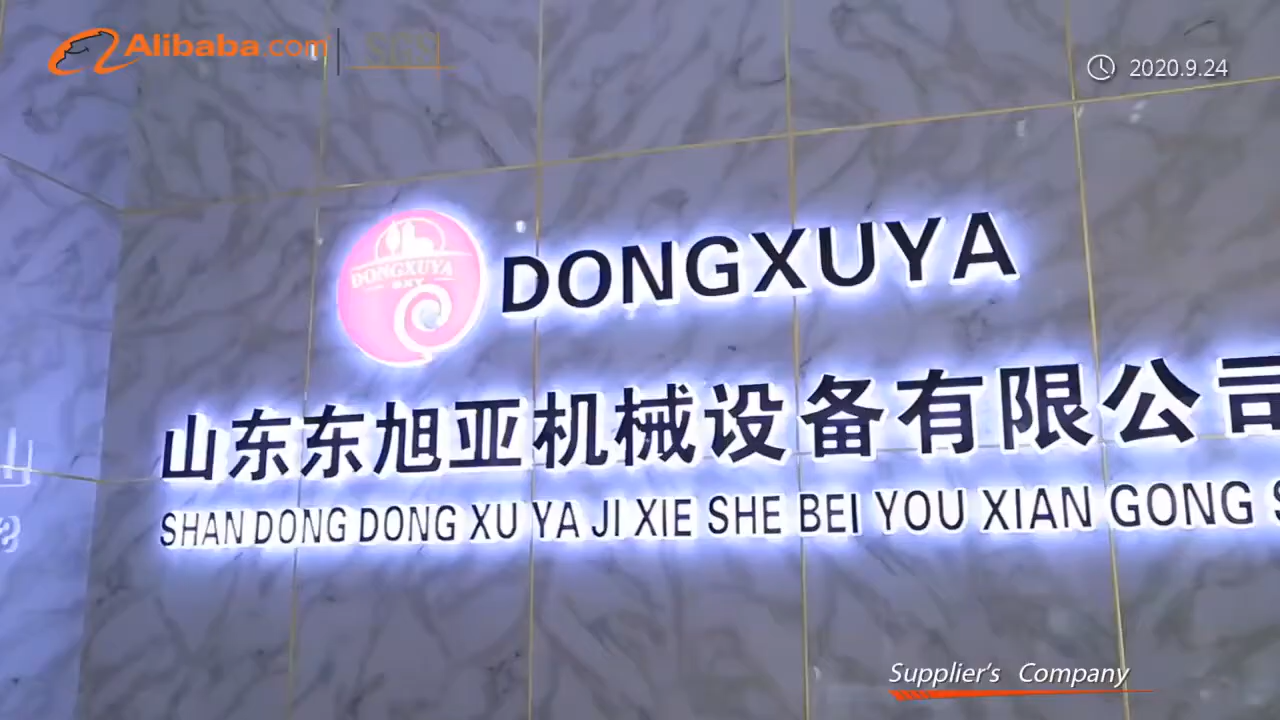 Alibaba.com | SGS
2020.9.24
DONGXUYA
DONGXUYA
山东东旭亚机械设备有限公司
SHAN DONG DONG XU YA JI XIE SHE BEI YOU XIAN GONG S
Supplier's Company